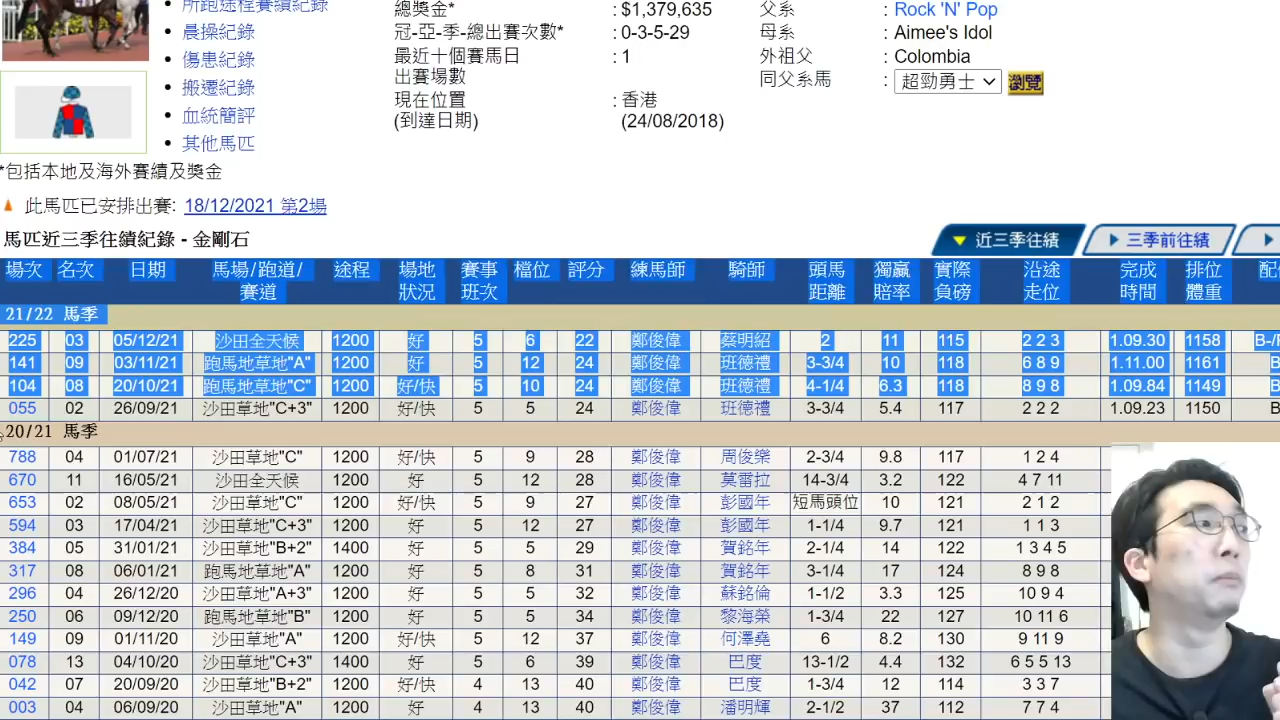 所跑途程賽績紀錄
晨操紀錄
傷患紀錄
搬遷紀錄
血統簡評
其他馬匹
總獎金* : $1,379,635
冠-亞-季-總出賽次數* : 0-3-5-29
最近十個賽馬日 : 1
出賽場數
現在位置 : 香港
(到達日期) (24/08/2018)
父系 : Rock 'N' Pop
母系 : Aimee's Idol
外祖父 : Colombia
同父系馬 : 超勁勇士 瀏覽
*包括本地及海外賽績及獎金
此馬匹已安排出賽: 18/12/2021 第2場
馬匹近三季往績紀錄 - 金剛石
近三季往績 三季前往績
場次 名次 日期 馬場/跑道/賽道 途程 場地狀況 賽事班次 檔位 評分 練馬師 騎師 頭馬距離 獨贏賠率 實際負磅 沿途走位 完成時間 排位體重
21/22 馬季
225 03 05/12/21 沙田全天候 1200 好 5 6 22 鄭俊偉 蔡明紹 2 11 115 2 2 3 1.09.30 1158 B-/
141 09 03/11/21 跑馬地草地"A" 1200 好 5 12 24 鄭俊偉 班德禮 3-3/4 10 118 6 8 9 1.11.00 1161 B
104 08 20/10/21 跑馬地草地"C" 1200 好/快 5 10 24 鄭俊偉 班德禮 4-1/4 6.3 118 8 9 8 1.09.84 1149 B
055 02 26/09/21 沙田草地"C+3" 1200 好/快 5 5 24 鄭俊偉 班德禮 3-3/4 5.4 117 2 2 2 1.09.23 1150 B
20/21 馬季
788 04 01/07/21 沙田草地"C" 1200 好/快 5 9 28 鄭俊偉 周俊樂 2-3/4 9.8 117 1 2 4
670 11 16/05/21 沙田全天候 1200 好 5 12 28 鄭俊偉 莫雷拉 14-3/4 3.2 122 4 7 11
653 02 08/05/21 沙田草地"C" 1200 好/快 5 9 27 鄭俊偉 彭國年 短馬頭位 10 121 2 1 2
594 03 17/04/21 沙田草地"C+3" 1200 好 5 12 27 鄭俊偉 彭國年 1-1/4 9.7 121 1 1 3
384 05 31/01/21 沙田草地"B+2" 1400 好 5 5 29 鄭俊偉 賀銘年 2-1/4 14 122 1 3 4 5
317 08 06/01/21 跑馬地草地"A" 1200 好 5 8 31 鄭俊偉 賀銘年 3-1/4 17 124 8 9 8
296 04 26/12/20 沙田草地"A+3" 1200 好 5 5 32 鄭俊偉 蘇銘倫 1-1/2 3.3 125 10 9 4
250 06 09/12/20 跑馬地草地"B" 1200 好 5 5 34 鄭俊偉 黎海榮 1-3/4 22 127 10 11 6
149 09 01/11/20 沙田草地"A" 1200 好/快 5 12 37 鄭俊偉 何澤堯 6 8.2 130 9 11 9
078 13 04/10/20 沙田草地"C+3" 1400 好 5 6 39 鄭俊偉 巴度 13-1/2 4.4 132 6 5 5 13
042 07 20/09/20 沙田草地"B+2" 1200 好/快 4 13 40 鄭俊偉 巴度 1-3/4 12 114 3 3 7
003 04 06/09/20 沙田草地"A" 1200 好 4 13 40 鄭俊偉 潘明輝 2-1/2 37 112 7 7 4